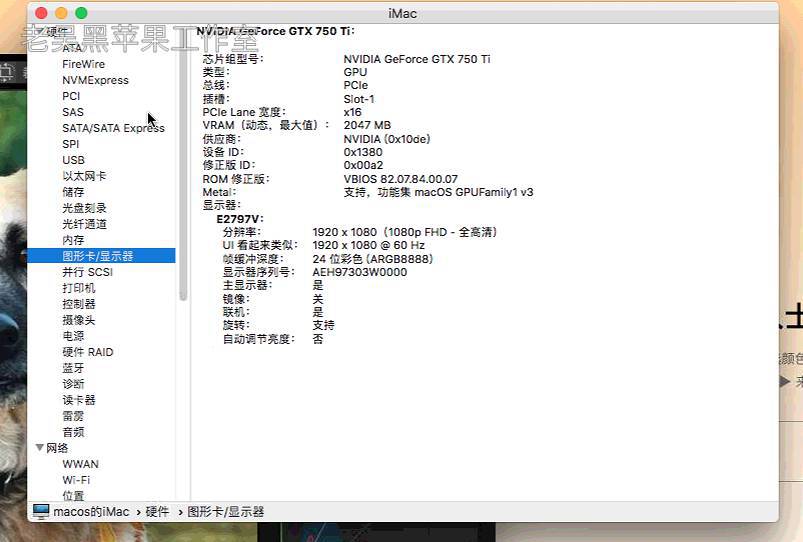 iMac
老吴黑苹果工作室
硬件
ATA
FireWire
NVMExpress
PCI
SAS
SATA/SATA Express
SPI
USB
以太网卡
储存
光盘刻录
光纤通道
内存
图形卡/显示器
并行 SCSI
打印机
控制器
摄像头
电源
硬件 RAID
蓝牙
诊断
读卡器
雷雳
音频
网络
WWAN
Wi-Fi
位置
NVIDIA GeForce GTX 750 Ti：
芯片组型号： NVIDIA GeForce GTX 750 Ti
类型： GPU
总线： PCIe
插槽： Slot-1
PCIe Lane 宽度： x16
VRAM（动态，最大值）： 2047 MB
供应商： NVIDIA (0x10de)
设备 ID： 0x1380
修正版 ID： 0x00a2
ROM 修正版： VBIOS 82.07.84.00.07
Metal： 支持，功能集 macOS GPUFamily1 v3
显示器：
E2797V：
分辨率： 1920 x 1080（1080p FHD - 全高清）
UI 看起来类似： 1920 x 1080 @ 60 Hz
帧缓冲深度： 24 位彩色 (ARGB8888)
显示器序列号： AEH97303W0000
主显示器： 是
镜像： 关
联机： 是
旋转： 支持
自动调节亮度： 否
macos的iMac › 硬件 › 图形卡/显示器